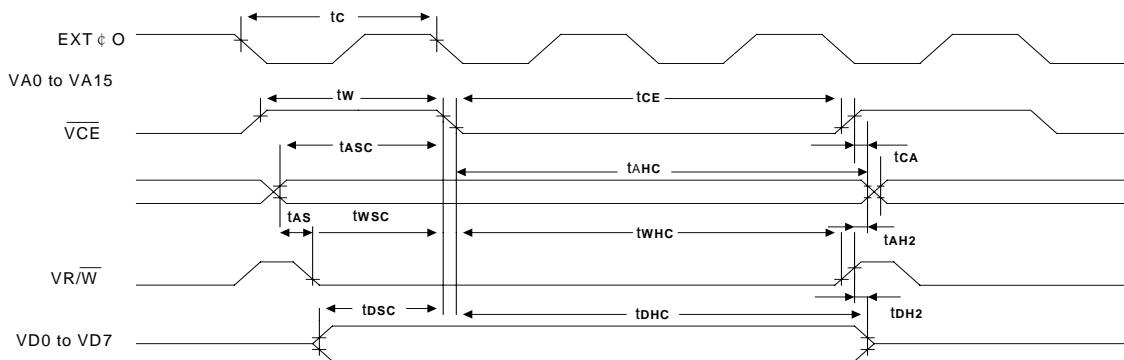 tC
EXT ¢ O
VA0 to VA15
tW
tCE
VCE
tASC
tCA
tAHC
tAS
tWSC
tWHC
tAH2
VR/W
tDSC
tDHC
tDH2
VD0 to VD7